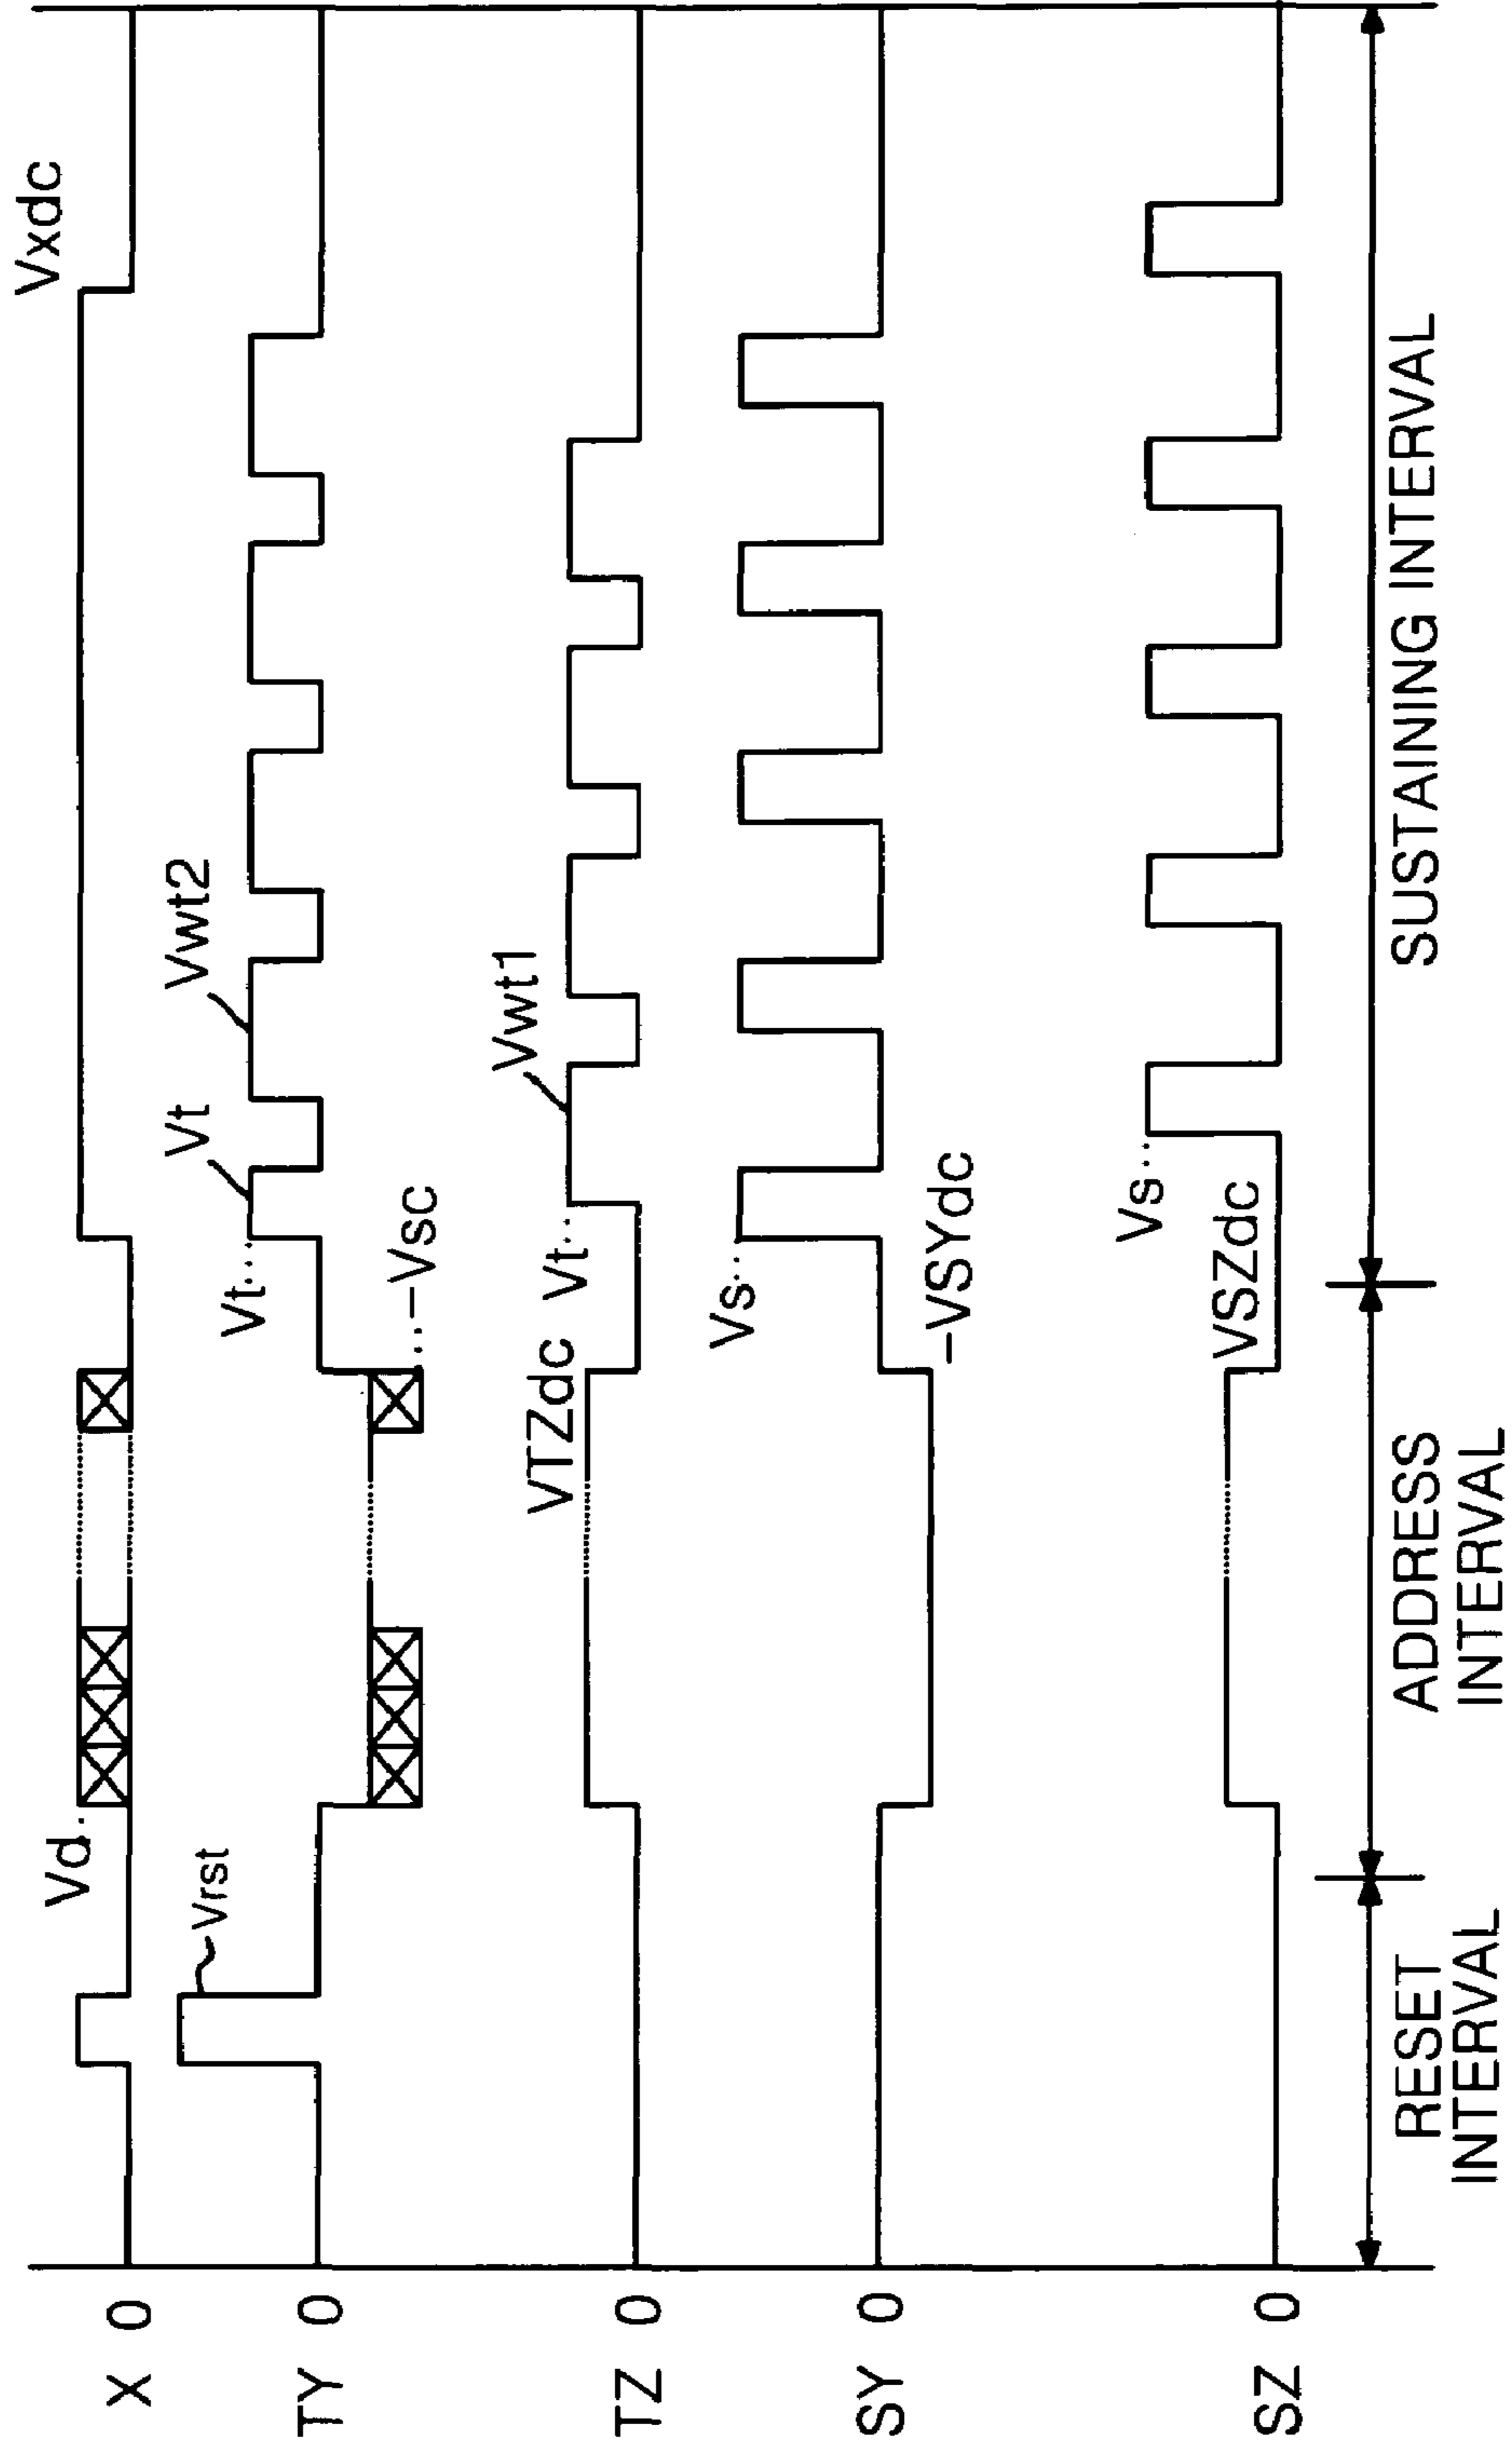 X 0
Vd
Vxdc
TY 0
Vrst
Vt
-Vsc
Vt
Vwt2
TZ 0
VTZdc
Vt
Vwt1
SY 0
Vs
-VSYdc
SZ 0
VSZdc
Vs
RESET
INTERVAL
ADDRESS
INTERVAL
SUSTAINING INTERVAL